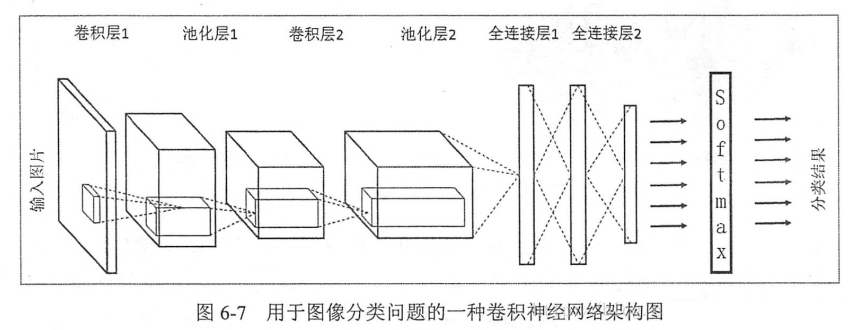 卷积层1 池化层1 卷积层2 池化层2 全连接层1 全连接层2
输入图片
Softmax
分类结果
图 6-7 用于图像分类问题的一种卷积神经网络架构图